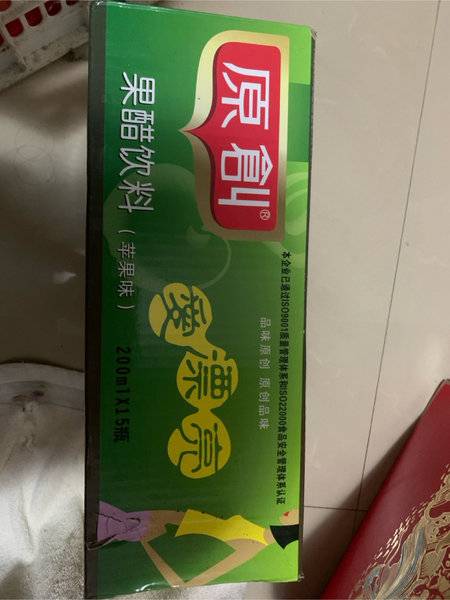 原創®
果醋饮料（苹果味）
爱漂亮
200ml×15瓶
品味原创 原创品味
本企业已通过ISO9001质量管理体系和ISO22000食品安全管理体系认证